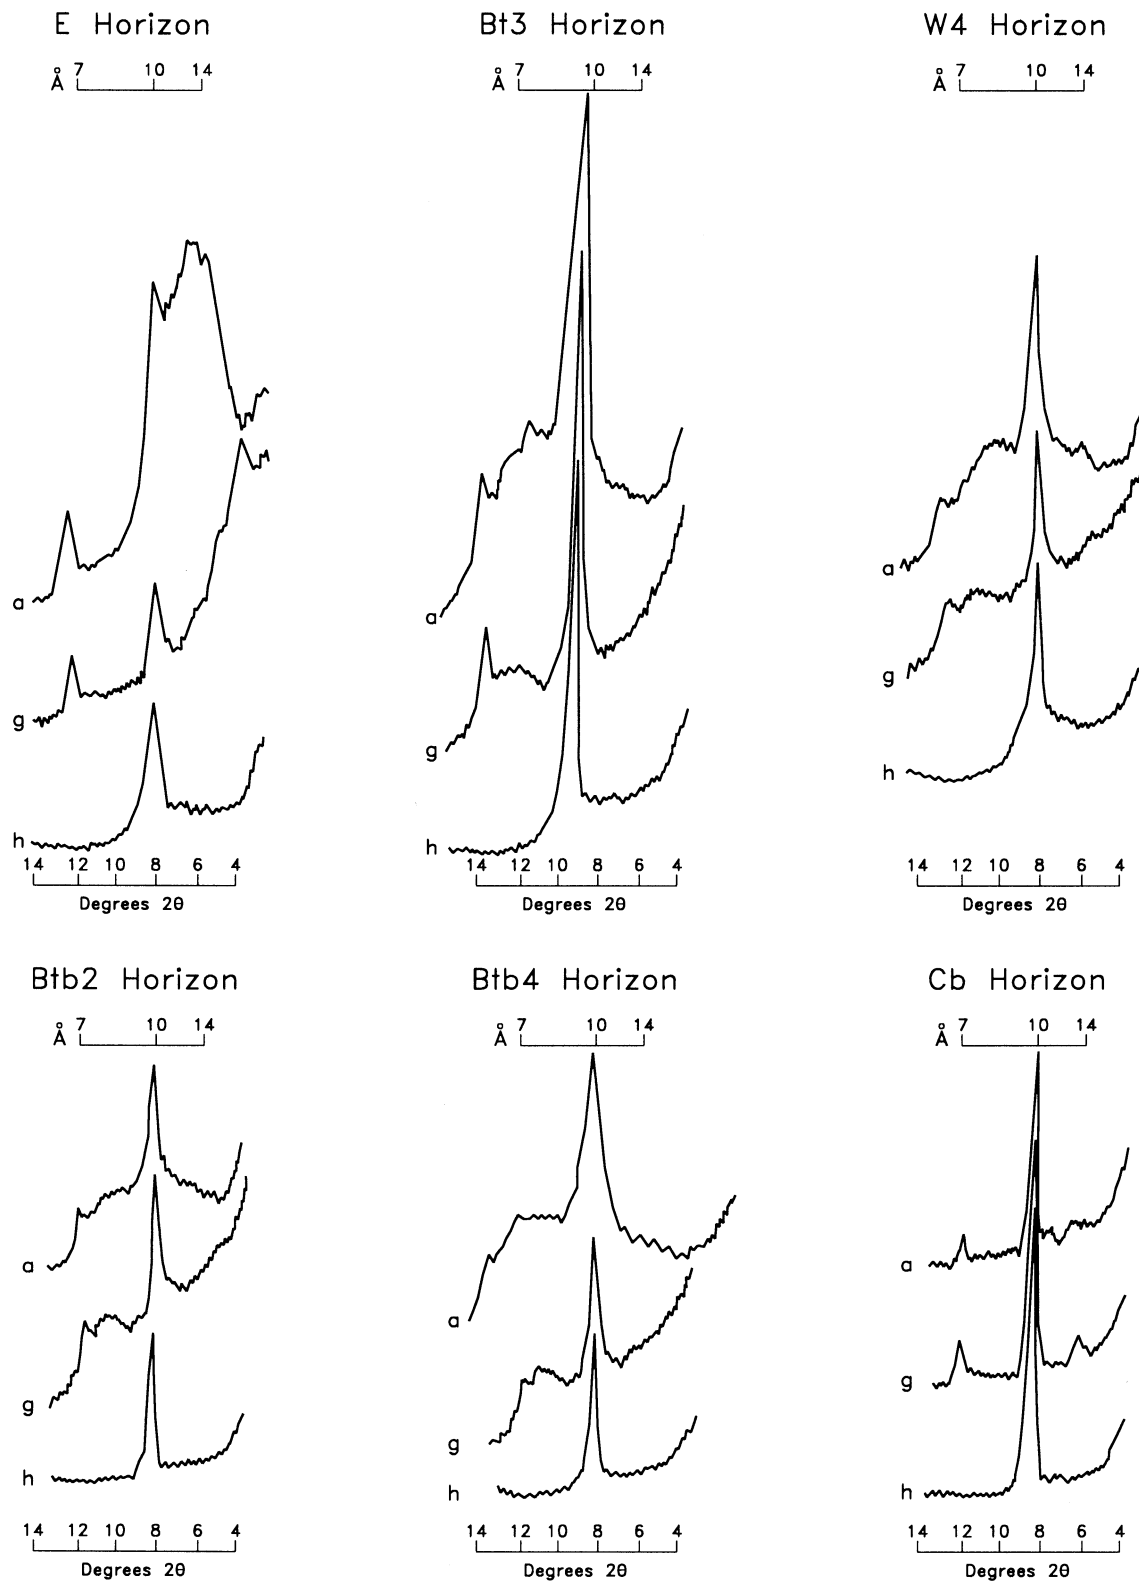 E Horizon
Å 7 10 14
a
g
h
14 12 10 8 6 4
Degrees 2θ
Bt3 Horizon
Å 7 10 14
a
g
h
14 12 10 8 6 4
Degrees 2θ
W4 Horizon
Å 7 10 14
a
g
h
14 12 10 8 6 4
Degrees 2θ
Btb2 Horizon
Å 7 10 14
a
g
h
14 12 10 8 6 4
Degrees 2θ
Btb4 Horizon
Å 7 10 14
a
g
h
14 12 10 8 6 4
Degrees 2θ
Cb Horizon
Å 7 10 14
a
g
h
14 12 10 8 6 4
Degrees 2θ